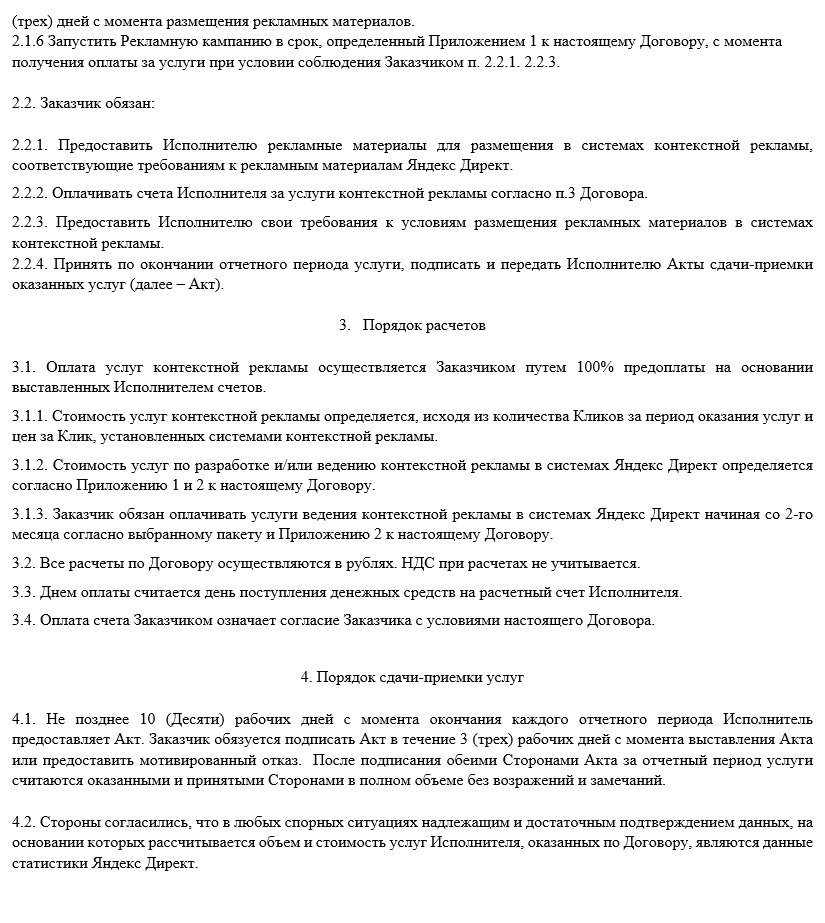 (трех) дней с момента размещения рекламных материалов.
2.1.6 Запустить Рекламную кампанию в срок, определенный Приложением 1 к настоящему Договору, с момента
получения оплаты за услуги при условии соблюдения Заказчиком п. 2.2.1. 2.2.3.
2.2. Заказчик обязан:
2.2.1. Предоставить Исполнителю рекламные материалы для размещения в системах контекстной рекламы,
соответствующие требованиям к рекламным материалам Яндекс Директ.
2.2.2. Оплачивать счета Исполнителя за услуги контекстной рекламы согласно п.3 Договора.
2.2.3. Предоставить Исполнителю свои требования к условиям размещения рекламных материалов в системах
контекстной рекламы.
2.2.4. Принять по окончании отчетного периода услуги, подписать и передать Исполнителю Акты сдачи-приемки
оказанных услуг (далее – Акт).
3. Порядок расчетов
3.1. Оплата услуг контекстной рекламы осуществляется Заказчиком путем 100% предоплаты на основании
выставленных Исполнителем счетов.
3.1.1. Стоимость услуг контекстной рекламы определяется, исходя из количества Кликов за период оказания услуг и
цен за Клик, установленных системами контекстной рекламы.
3.1.2. Стоимость услуг по разработке и/или ведению контекстной рекламы в системах Яндекс Директ определяется
согласно Приложению 1 и 2 к настоящему Договору.
3.1.3. Заказчик обязан оплачивать услуги ведения контекстной рекламы в системах Яндекс Директ начиная со 2-го
месяца согласно выбранному пакету и Приложению 2 к настоящему Договору.
3.2. Все расчеты по Договору осуществляются в рублях. НДС при расчетах не учитывается.
3.3. Днем оплаты считается день поступления денежных средств на расчетный счет Исполнителя.
3.4. Оплата счета Заказчиком означает согласие Заказчика с условиями настоящего Договора.
4. Порядок сдачи-приемки услуг
4.1. Не позднее 10 (Десяти) рабочих дней с момента окончания каждого отчетного периода Исполнитель
предоставляет Акт. Заказчик обязуется подписать Акт в течение 3 (трех) рабочих дней с момента выставления Акта
или предоставить мотивированный отказ. После подписания обеими Сторонами Акта за отчетный период услуги
считаются оказанными и принятыми Сторонами в полном объеме без возражений и замечаний.
4.2. Стороны согласились, что в любых спорных ситуациях надлежащим и достаточным подтверждением данных, на
основании которых рассчитывается объем и стоимость услуг Исполнителя, оказанных по Договору, являются данные
статистики Яндекс Директ.